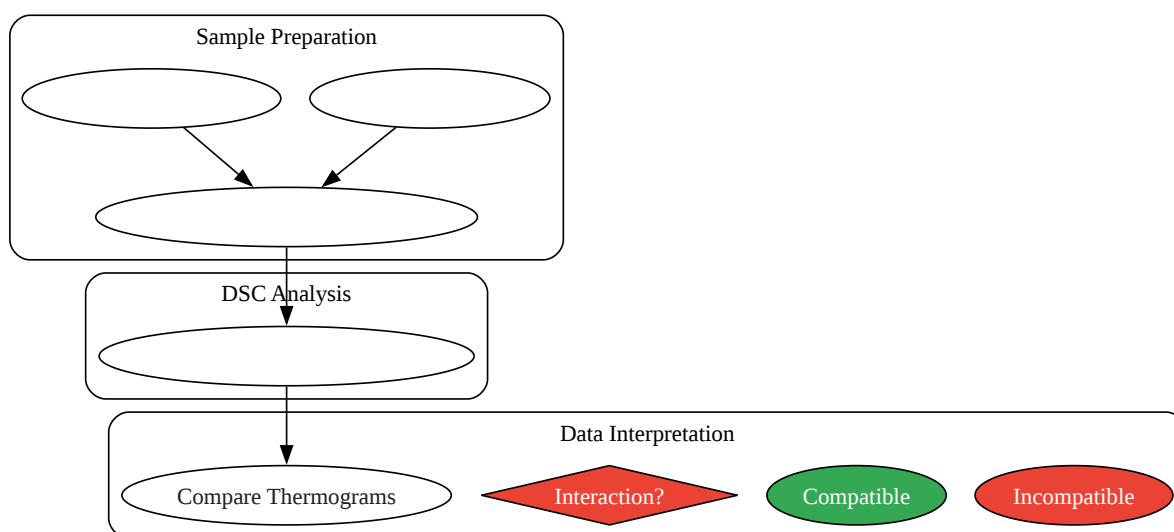 Sample Preparation
DSC Analysis
Data Interpretation
Compare Thermograms
Interaction?
Compatible
Incompatible